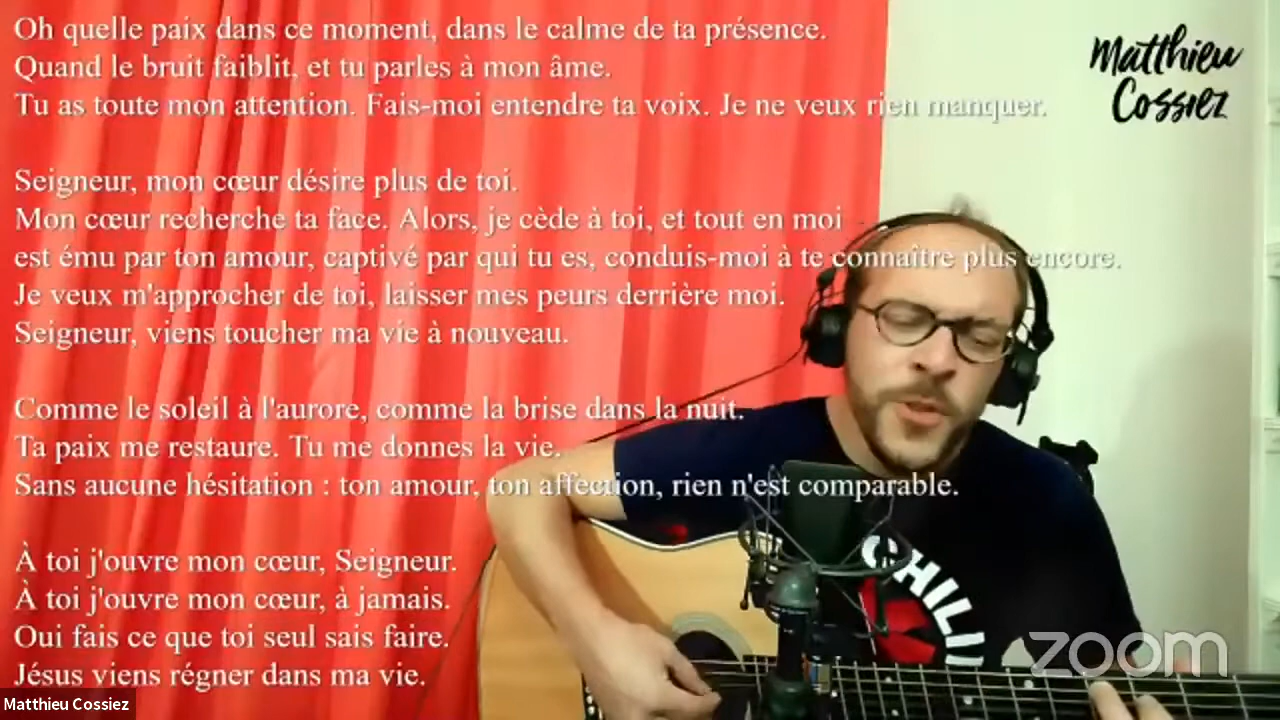 Oh quelle paix dans ce moment, dans le calme de ta présence.
Quand le bruit faiblit, et tu parles à mon âme.
Tu as toute mon attention. Fais-moi entendre ta voix. Je ne veux rien manquer.
Seigneur, mon cœur désire plus de toi.
Mon cœur recherche ta face. Alors, je cède à toi, et tout en moi
est ému par ton amour, captivé par qui tu es, conduis-moi à te connaître plus encore.
Je veux m'approcher de toi, laisser mes peurs derrière moi.
Seigneur, viens toucher ma vie à nouveau.
Comme le soleil à l'aurore, comme la brise dans la nuit.
Ta paix me restaure. Tu me donnes la vie.
Sans aucune hésitation : ton amour, ton affection, rien n'est comparable.
À toi j'ouvre mon cœur, Seigneur.
À toi j'ouvre mon cœur, à jamais.
Oui fais ce que toi seul sais faire.
Jésus viens régner dans ma vie.
Matthieu Cossiez
Matthieu
Cossiez
CHILI
zoom